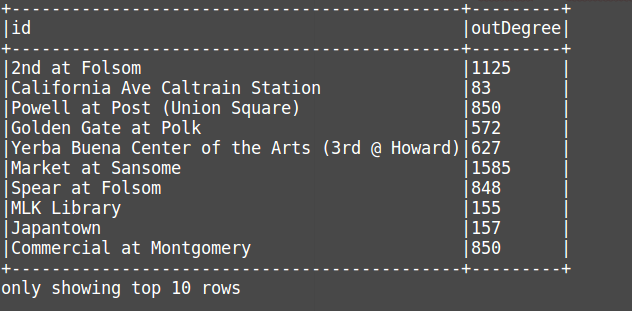 +---------------------------------------------+---------+
|id                                           |outDegree|
+---------------------------------------------+---------+
|2nd at Folsom                                |1125     |
|California Ave Caltrain Station              |83       |
|Powell at Post (Union Square)                |850      |
|Golden Gate at Polk                          |572      |
|Yerba Buena Center of the Arts (3rd @ Howard)|627      |
|Market at Sansome                            |1585     |
|Spear at Folsom                              |848      |
|MLK Library                                  |155      |
|Japantown                                    |157      |
|Commercial at Montgomery                     |850      |
+---------------------------------------------+---------+
only showing top 10 rows